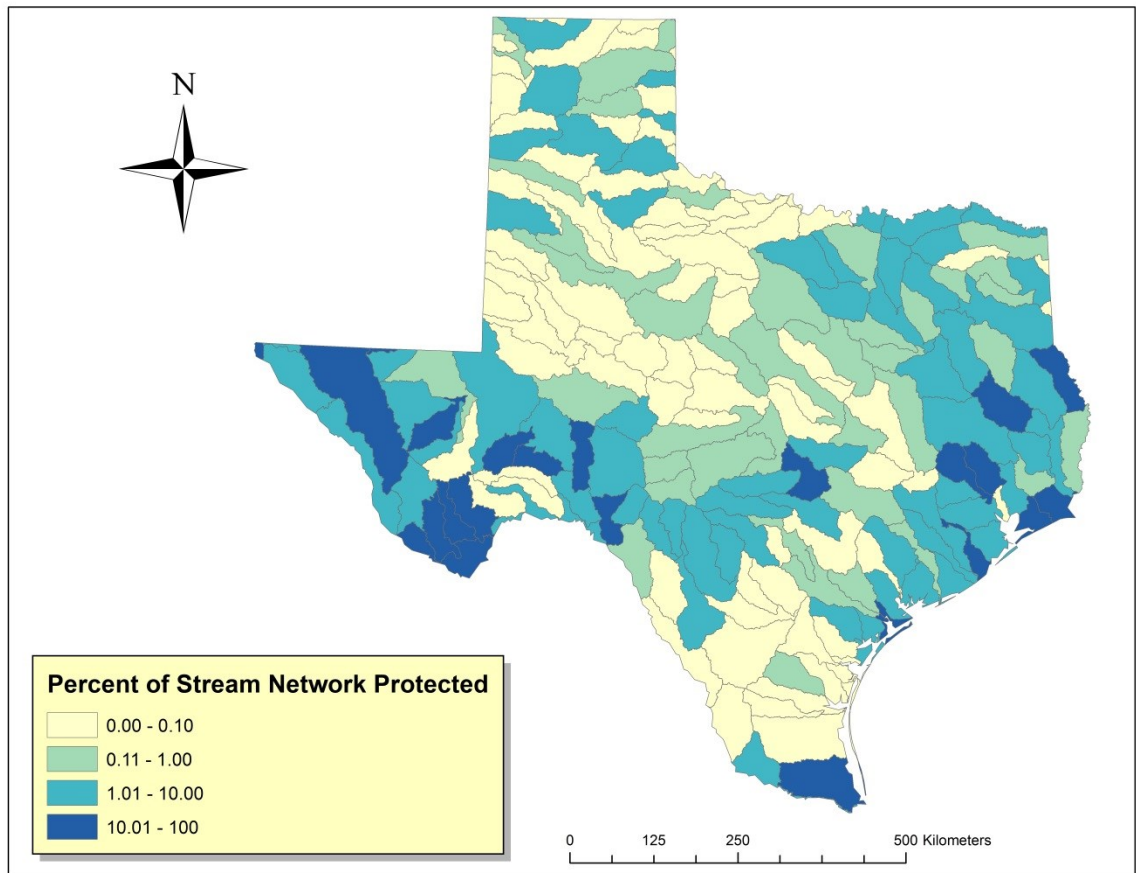 N
Percent of Stream Network Protected
0.00 - 0.10
0.11 - 1.00
1.01 - 10.00
10.01 - 100
0 125 250 500 Kilometers